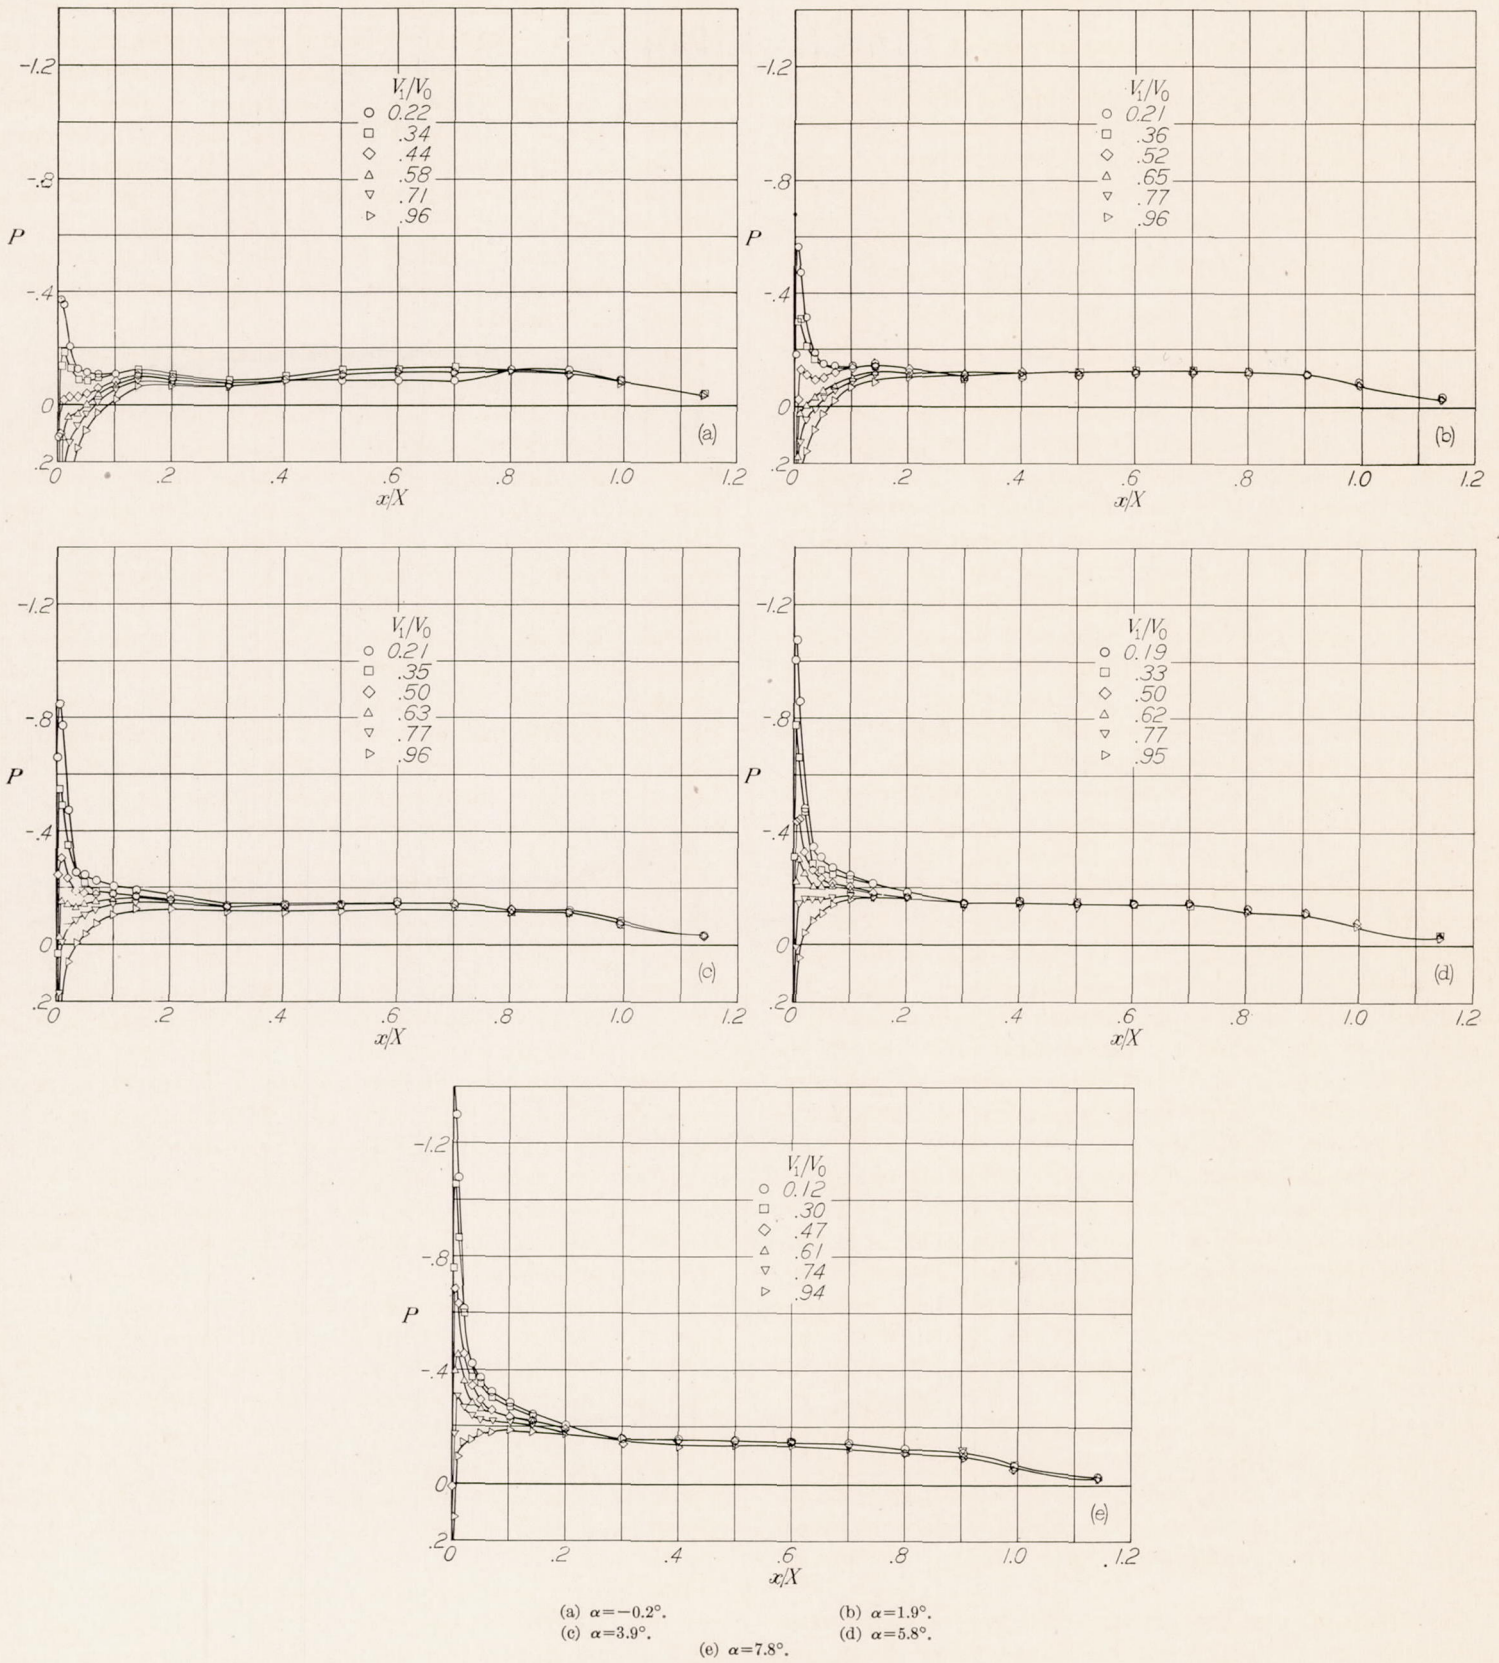 -1.2
-.8
-.4
0
.2
P
V₁/V₀
0.22
.34
.44
.58
.71
.96
(a)
0 .2 .4 .6 .8 1.0 1.2
x/X
-1.2
-.8
-.4
0
.2
P
V₁/V₀
0.21
.36
.52
.65
.77
.96
(b)
0 .2 .4 .6 .8 1.0 1.2
x/X
-1.2
-.8
-.4
0
.2
P
V₁/V₀
0.21
.35
.50
.63
.77
.96
(c)
0 .2 .4 .6 .8 1.0 1.2
x/X
-1.2
-.8
-.4
0
.2
P
V₁/V₀
0.19
.33
.50
.62
.77
.95
(d)
0 .2 .4 .6 .8 1.0 1.2
x/X
-1.2
-.8
-.4
0
.2
P
V₁/V₀
0.12
.30
.47
.61
.74
.94
(e)
0 .2 .4 .6 .8 1.0 1.2
x/X
(a) α=−0.2°. (b) α=1.9°.
(c) α=3.9°. (d) α=5.8°.
(e) α=7.8°.